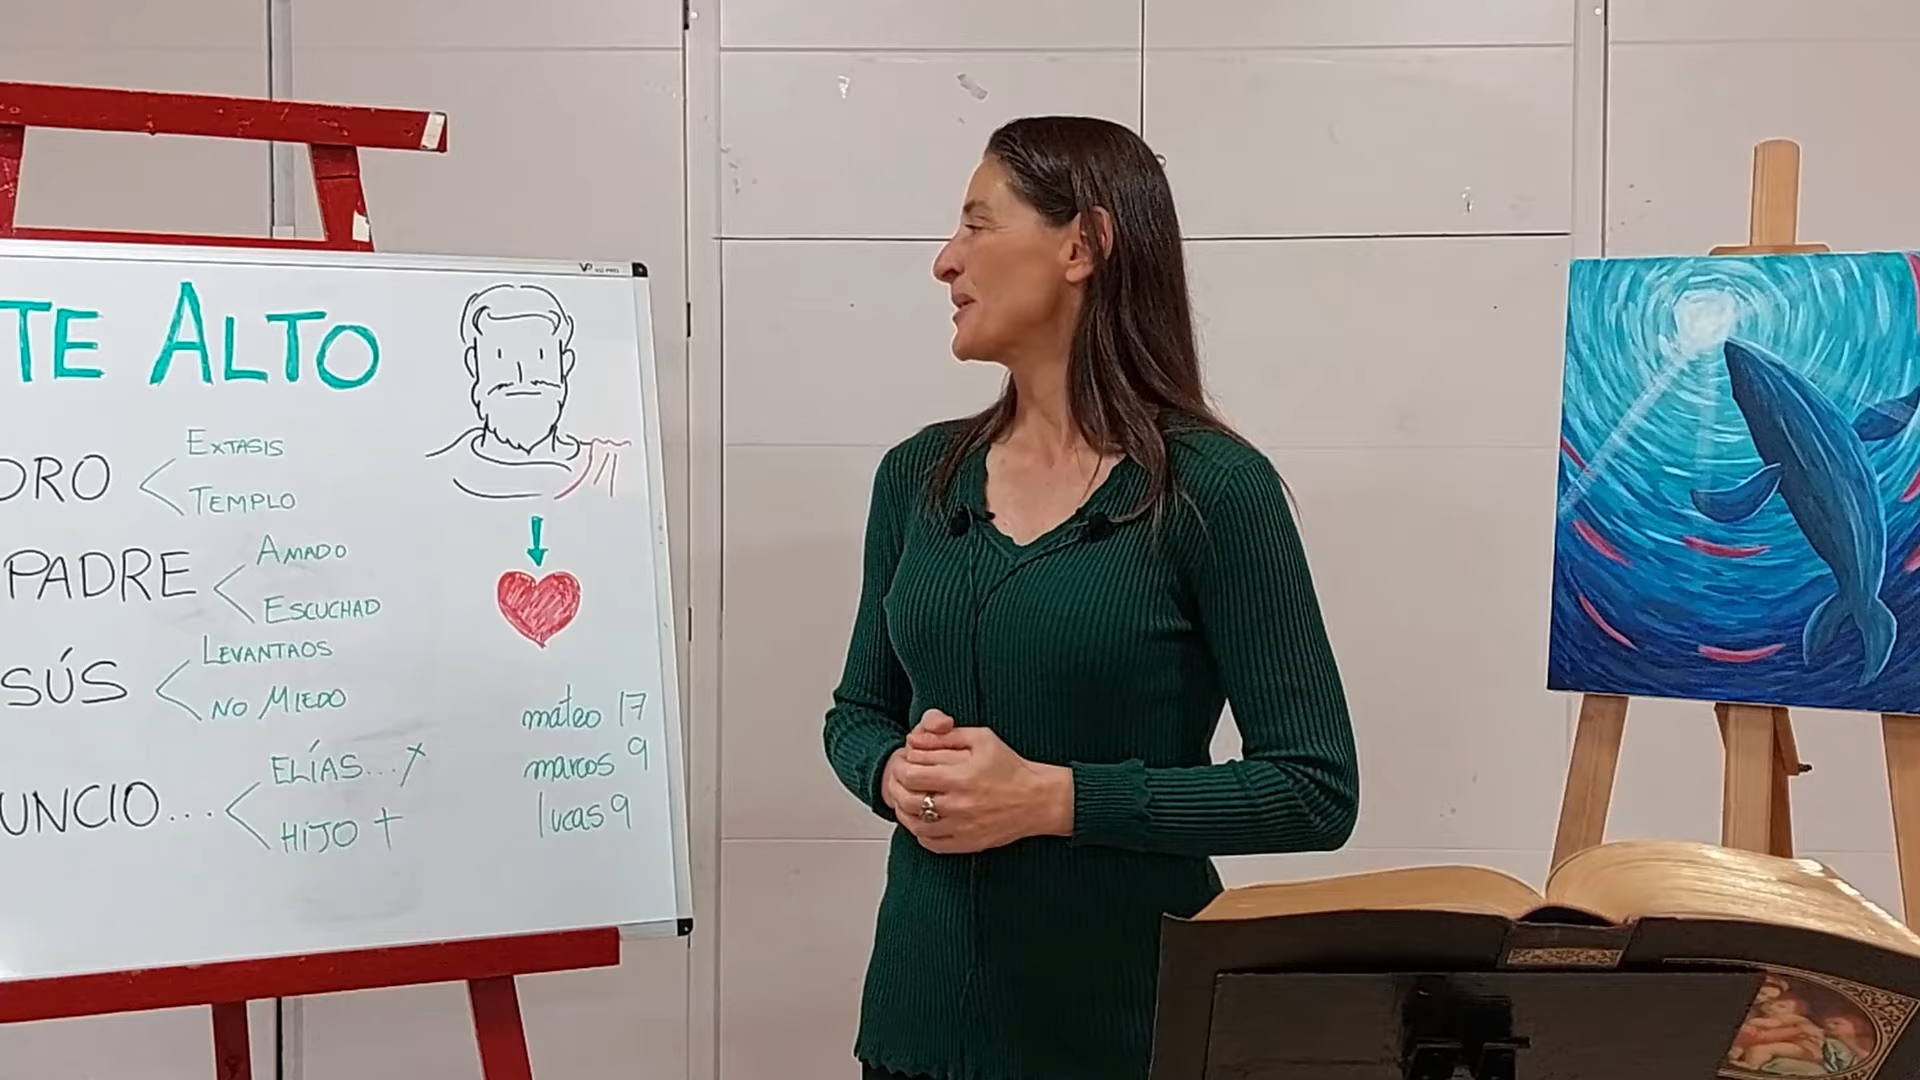 TE ALTO
DRO
EXTASIS
TEMPLO
PADRE
AMADO
ESCUCHAD
SÚS
LEVANTAOS
NO MIEDO
UNCIO...
ELÍAS...
HIJO
mateo 17
marcos 9
lucas 9